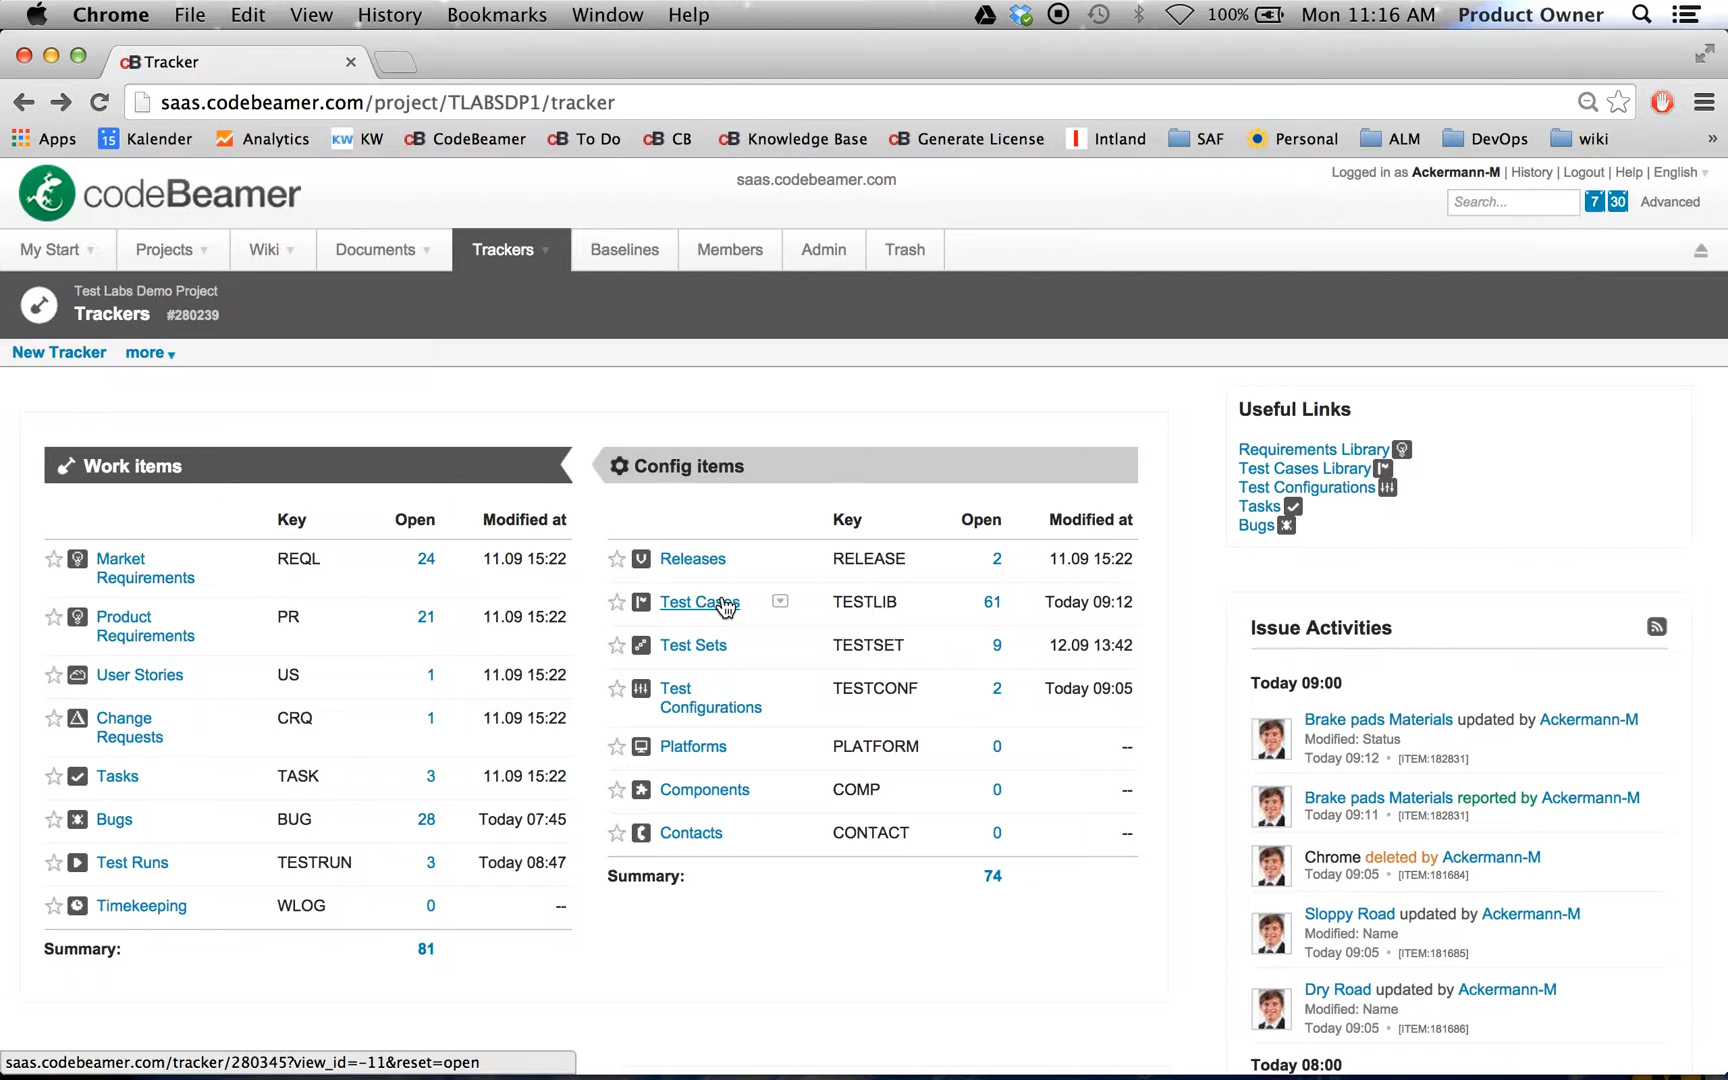 Chrome File Edit View History Bookmarks Window Help 100% Mon 11:16 AM Product Owner
cB Tracker
saas.codebeamer.com/project/TLABSDP1/tracker
Apps 15 Kalender Analytics KW KW cB CodeBeamer cB To Do cB CB cB Knowledge Base cB Generate License Intland SAF Personal ALM DevOps wiki »
codeBeamer
saas.codebeamer.com
Logged in as Ackermann-M | History | Logout | Help | English
Search... 7 30 Advanced
My Start Projects Wiki Documents Trackers Baselines Members Admin Trash
Test Labs Demo Project
Trackers #280239
New Tracker more
Work items
Key Open Modified at
Market Requirements REQL 24 11.09 15:22
Product Requirements PR 21 11.09 15:22
User Stories US 1 11.09 15:22
Change Requests CRQ 1 11.09 15:22
Tasks TASK 3 11.09 15:22
Bugs BUG 28 Today 07:45
Test Runs TESTRUN 3 Today 08:47
Timekeeping WLOG 0 --
Summary: 81
Config items
Key Open Modified at
Releases RELEASE 2 11.09 15:22
Test Cases TESTLIB 61 Today 09:12
Test Sets TESTSET 9 12.09 13:42
Test Configurations TESTCONF 2 Today 09:05
Platforms PLATFORM 0 --
Components COMP 0 --
Contacts CONTACT 0 --
Summary: 74
Useful Links
Requirements Library
Test Cases Library
Test Configurations
Tasks
Bugs
Issue Activities
Today 09:00
Brake pads Materials updated by Ackermann-M
Modified: Status
Today 09:12 • [ITEM:182831]
Brake pads Materials reported by Ackermann-M
Today 09:11 • [ITEM:182831]
Chrome deleted by Ackermann-M
Today 09:05 • [ITEM:181684]
Sloppy Road updated by Ackermann-M
Modified: Name
Today 09:05 • [ITEM:181685]
Dry Road updated by Ackermann-M
Modified: Name
Today 09:05 • [ITEM:181686]
Today 08:00
saas.codebeamer.com/tracker/280345?view_id=-11&reset=open